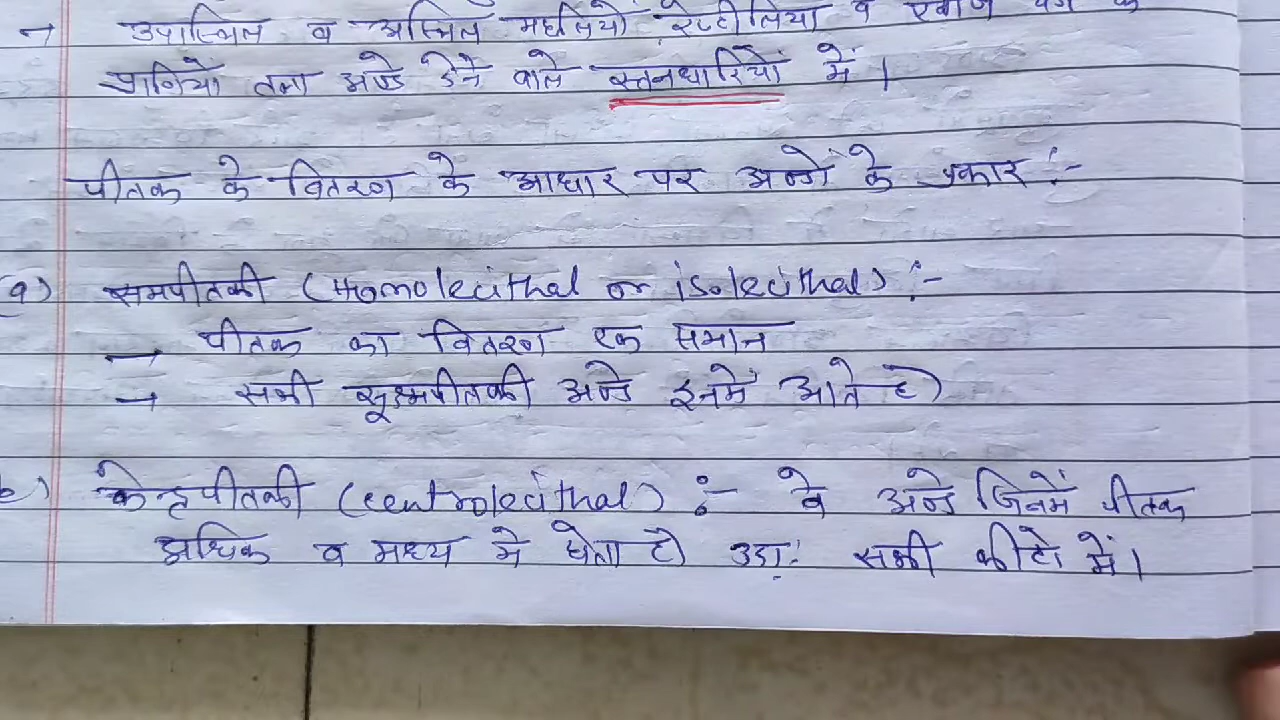 → उपास्थिल व अस्थिल मछलियों, रेप्टीलिया व एवीज वर्ग के
प्राणियों तथा अण्डे देने वाले स्तनधारियों में।
पीतक के वितरण के आधार पर अण्डों के प्रकार :-
(a) समपीतकी (Homolecithal or isolecithal) :-
→ पीतक का वितरण एक समान
→ सभी सूक्ष्मपीतकी अण्डे इनमें आते है
b) केन्द्रपीतकी (centrolecithal) :- वे अण्डे जिनमें पीतक
अधिक व मध्य मे होता है उदा: सभी कीटो में।